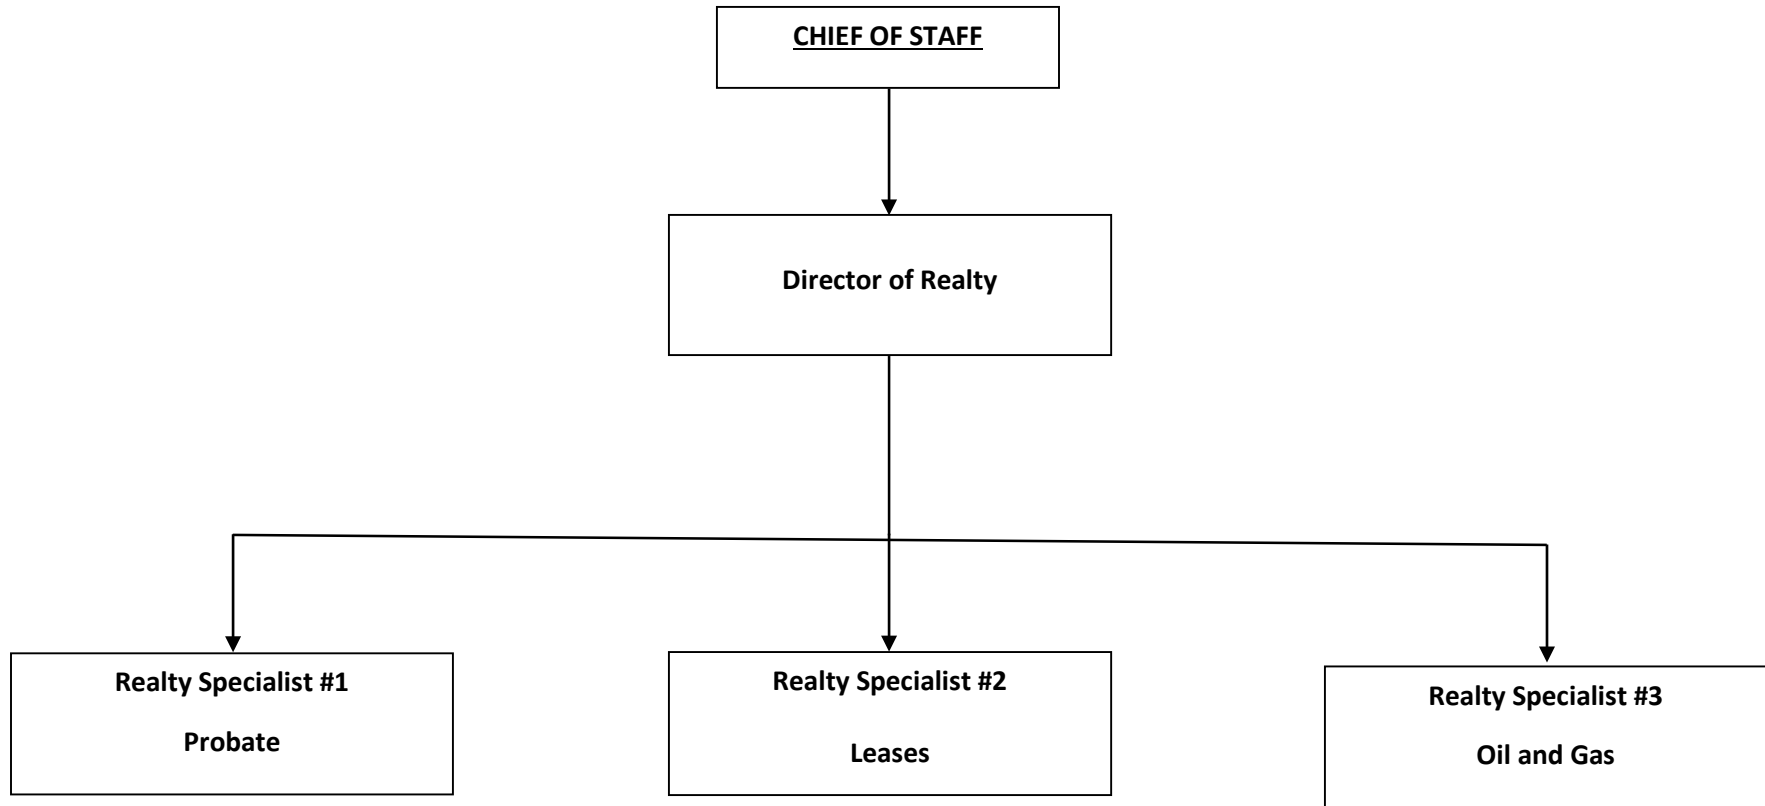 CHIEF OF STAFF
Director of Realty
Realty Specialist #1
Probate
Realty Specialist #2
Leases
Realty Specialist #3
Oil and Gas